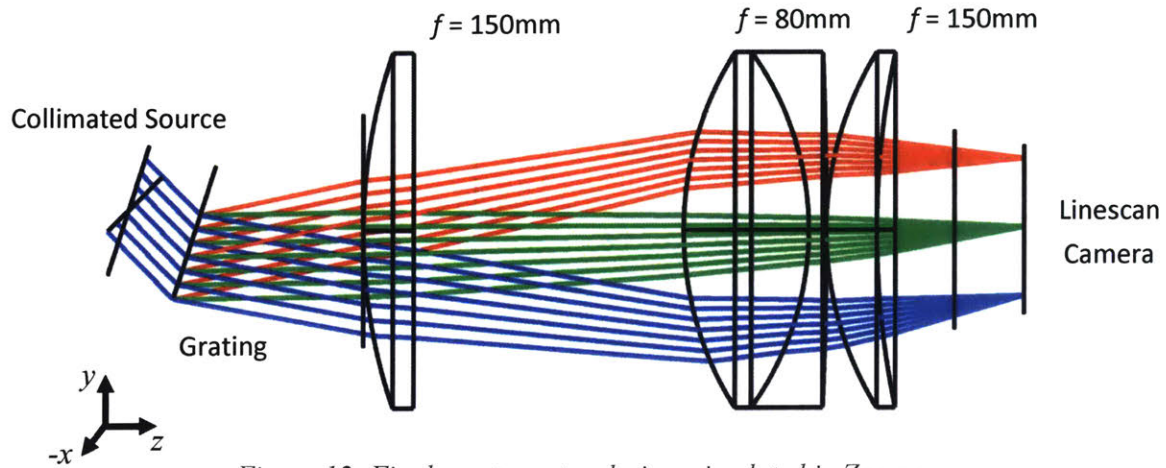 f = 150mm
f = 80mm
f = 150mm
Collimated Source
Grating
Linescan
Camera
y
-x
z